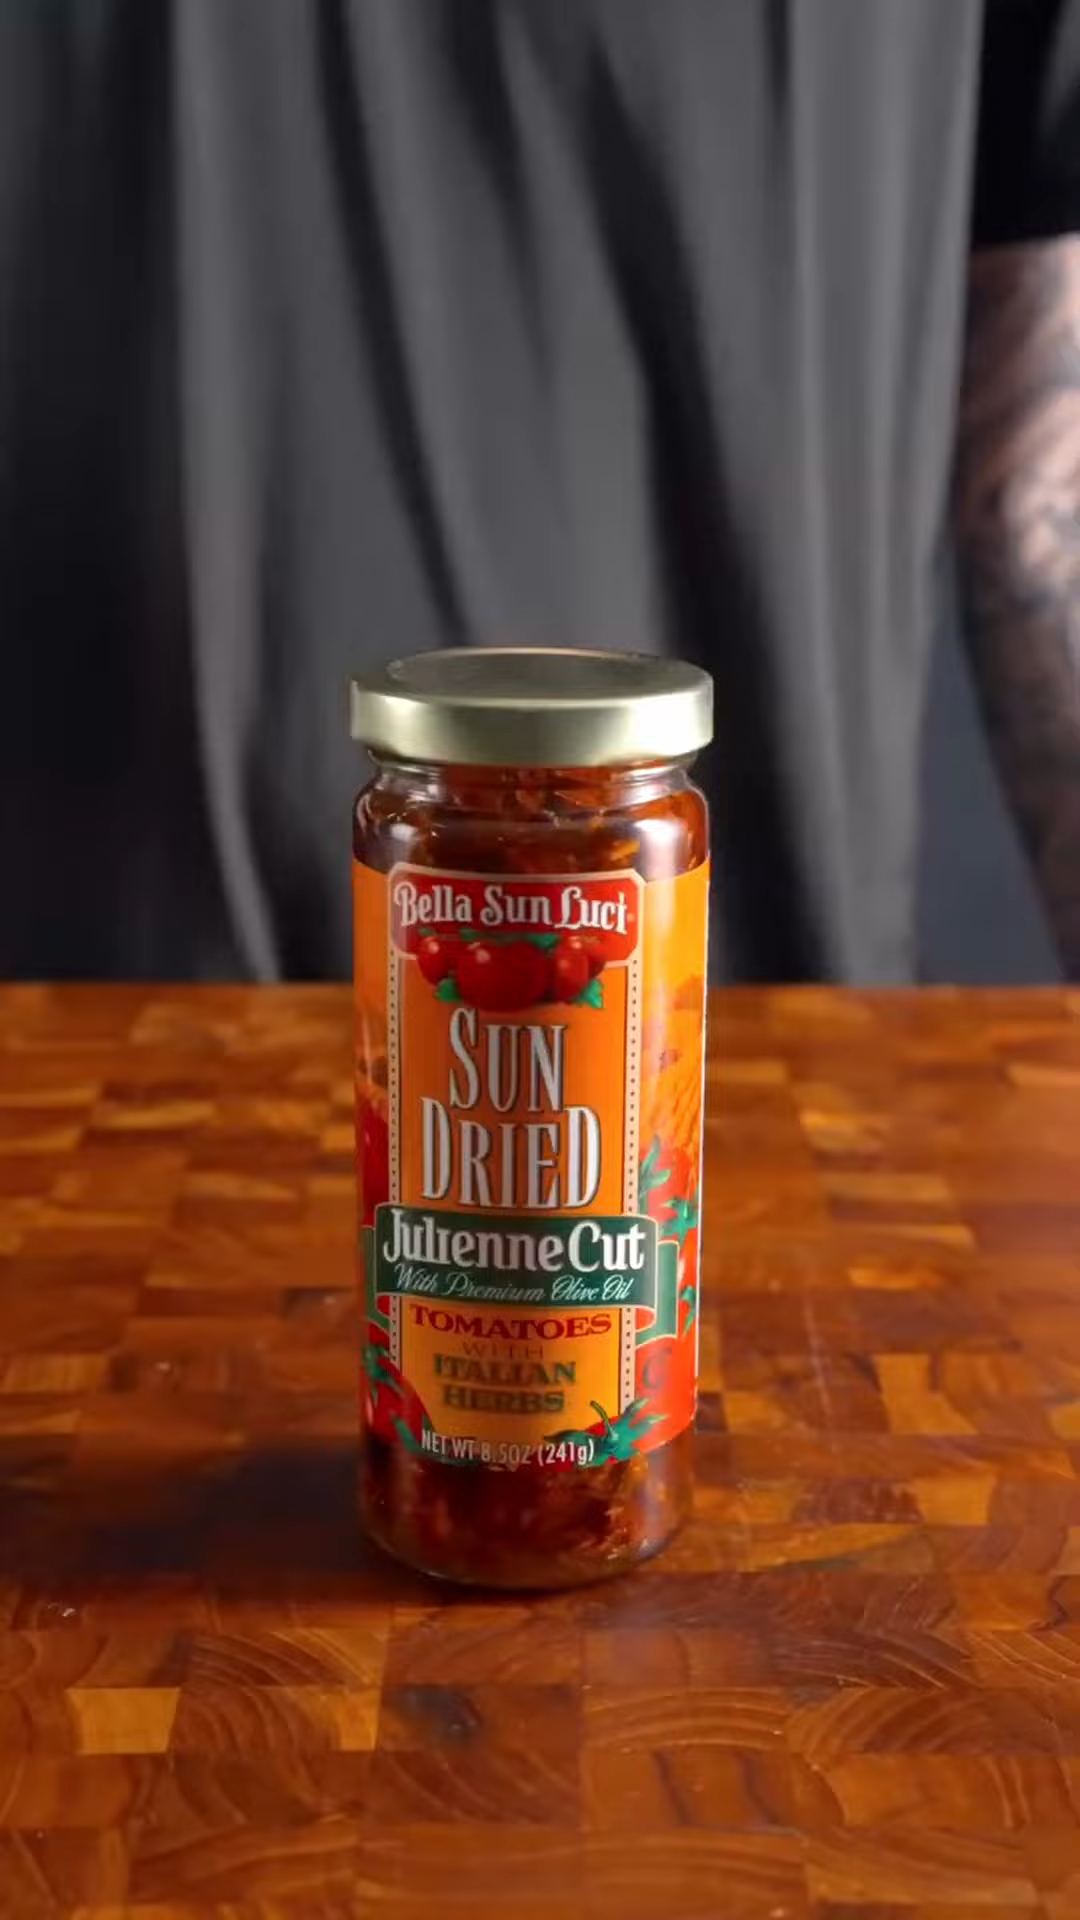 Bella Sun Luci
SUN
DRIED
Julienne Cut
With Premium Olive Oil
TOMATOES
WITH
ITALIAN
HERBS
NET WT 8.5OZ (241g)